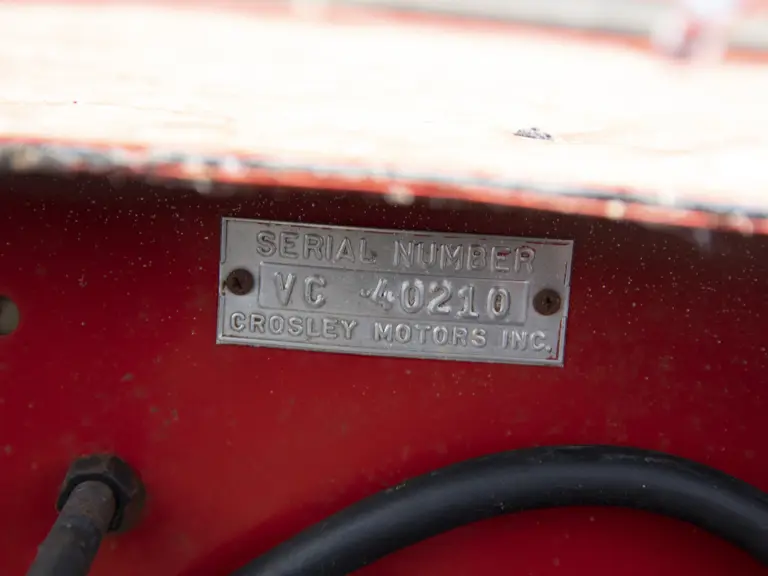 SERIAL NUMBER
VC 40210
CROSLEY MOTORS INC.